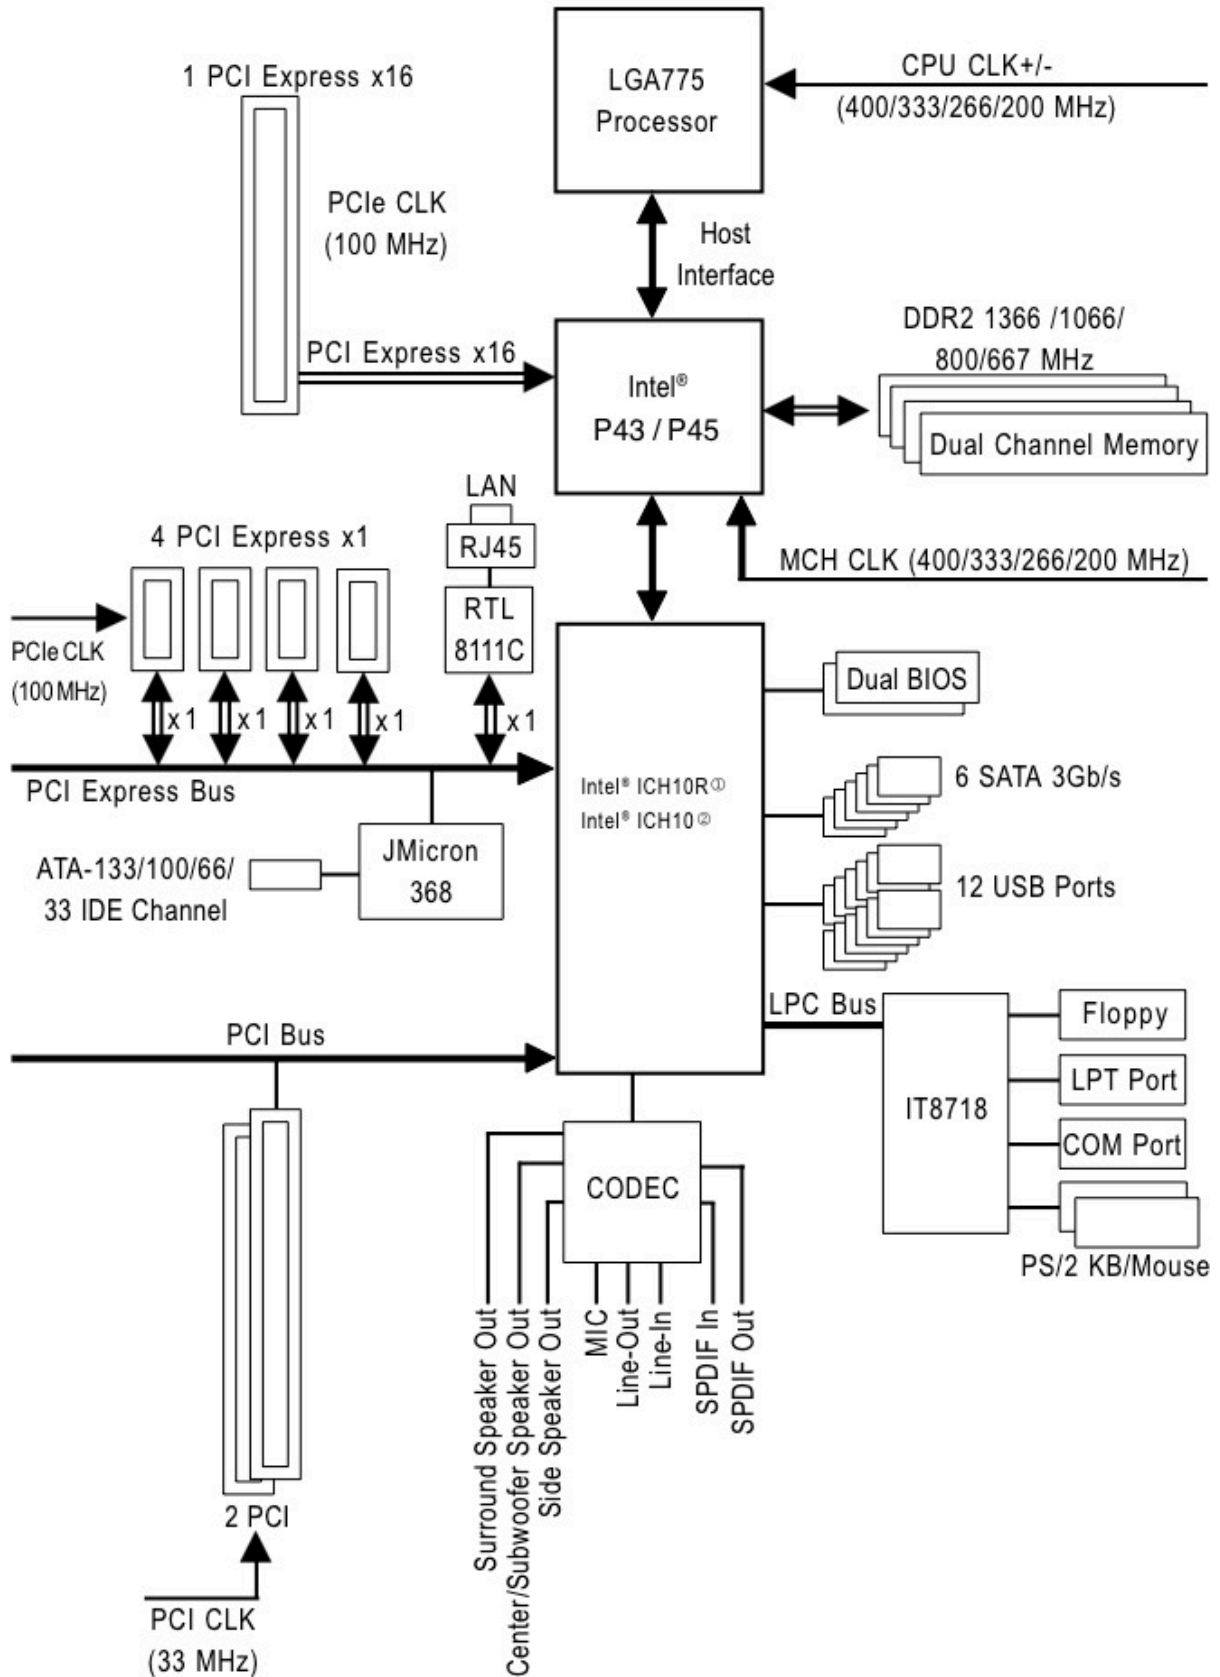 1 PCI Express x16
LGA775
Processor
CPU CLK+/-
(400/333/266/200 MHz)
PCIe CLK
(100 MHz)
Host
Interface
PCI Express x16
Intel®
P43 / P45
DDR2 1366 /1066/
800/667 MHz
Dual Channel Memory
LAN
RJ45
RTL
8111C
4 PCI Express x1
MCH CLK (400/333/266/200 MHz)
PCIe CLK
(100 MHz)
x 1
x 1
x 1
x 1
x 1
PCI Express Bus
Dual BIOS
Intel® ICH10R①
Intel® ICH10②
6 SATA 3Gb/s
JMicron
368
ATA-133/100/66/
33 IDE Channel
12 USB Ports
LPC Bus
PCI Bus
IT8718
Floppy
LPT Port
COM Port
PS/2 KB/Mouse
CODEC
Surround Speaker Out
Center/Subwoofer Speaker Out
Side Speaker Out
MIC
Line-Out
Line-In
SPDIF In
SPDIF Out
2 PCI
PCI CLK
(33 MHz)